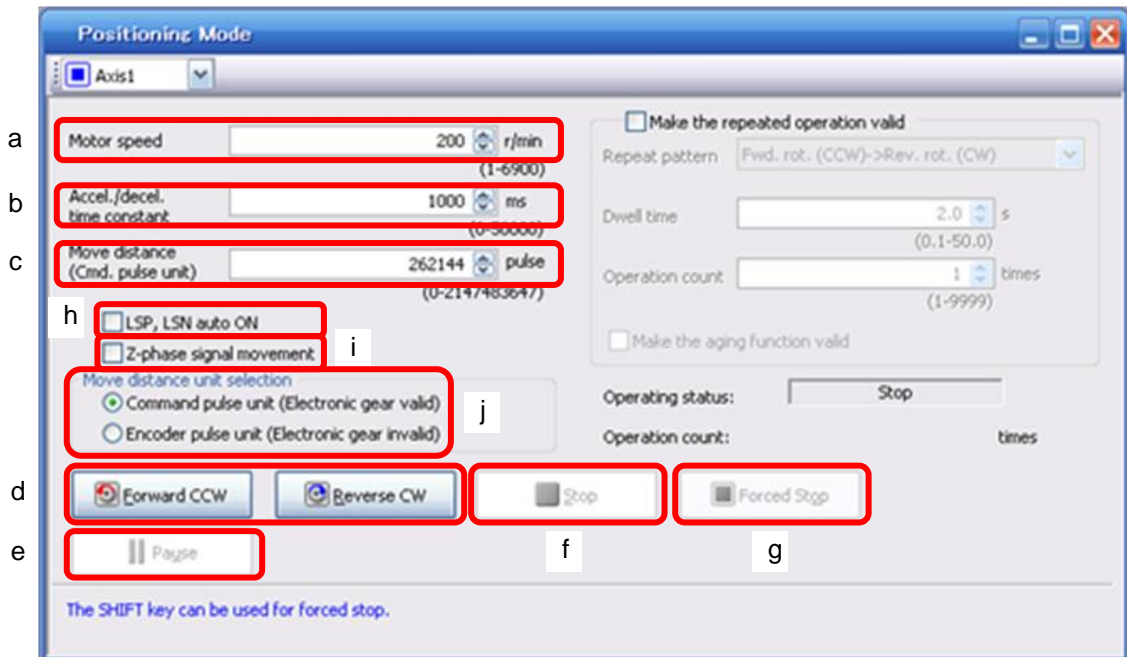 Positioning Mode
Axis1
a
Motor speed
200
r/min
(1-6900)
b
Accel./decel.
time constant
1000
ms
(0-50000)
c
Move distance
(Cmd. pulse unit)
262144
pulse
(0-2147483647)
h
LSP, LSN auto ON
Z-phase signal movement
i
Move distance unit selection
Command pulse unit (Electronic gear valid)
Encoder pulse unit (Electronic gear invalid)
j
Make the repeated operation valid
Repeat pattern
Fwd. rot. (CCW)->Rev. rot. (CW)
Dwell time
2.0
s
(0.1-50.0)
Operation count
1
times
(1-9999)
Make the aging function valid
Operating status:
Stop
Operation count:
times
d
Forward CCW
Reverse CW
Stop
Forced Stop
e
Pause
f
g
The SHIFT key can be used for forced stop.